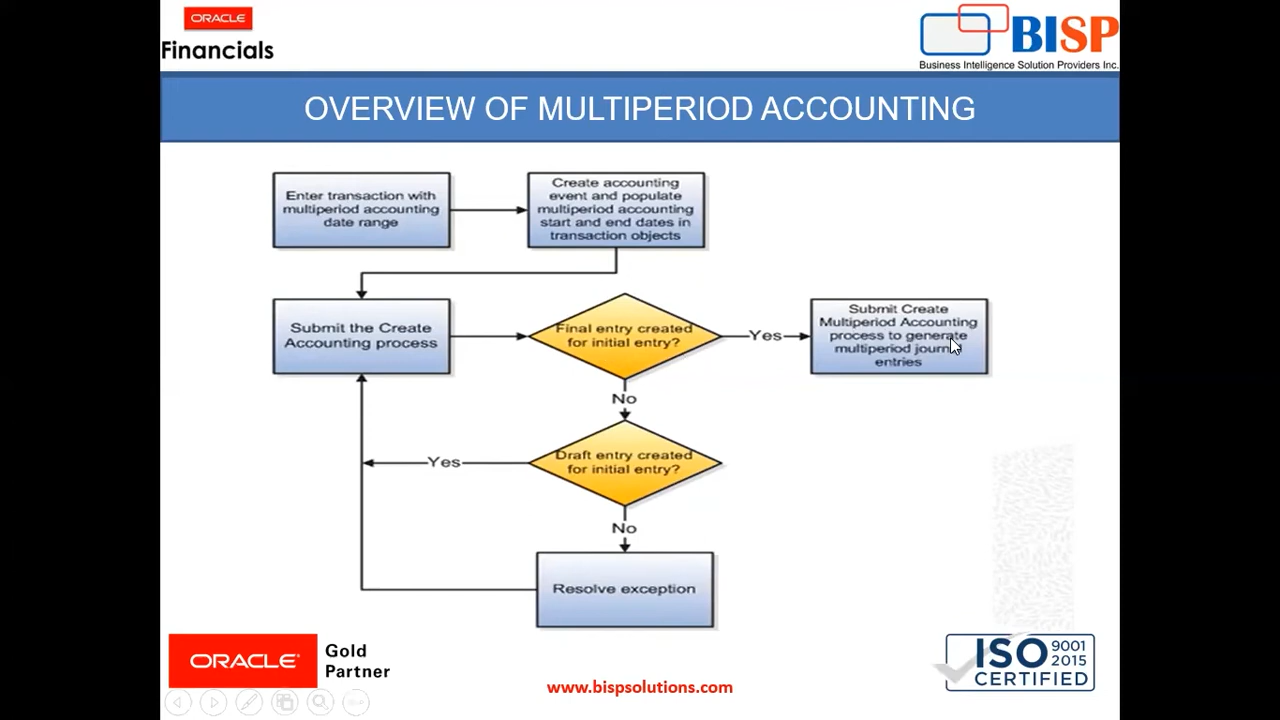 ORACLE
Financials
BISP
Business Intelligence Solution Providers Inc.
OVERVIEW OF MULTIPERIOD ACCOUNTING
Enter transaction with
multiperiod accounting
date range
Create accounting
event and populate
multiperiod accounting
start and end dates in
transaction objects
Submit the Create
Accounting process
Final entry created
for initial entry?
Yes
Submit Create
Multiperiod Accounting
process to generate
multiperiod journal
entries
No
Draft entry created
for initial entry?
Yes
No
Resolve exception
ORACLE®
Gold
Partner
www.bispsolutions.com
ISO 9001
2015
CERTIFIED